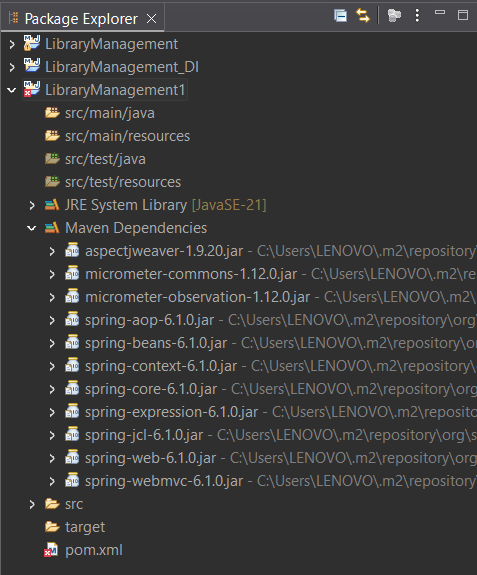 Package Explorer
LibraryManagement
LibraryManagement_DI
LibraryManagement1
src/main/java
src/main/resources
src/test/java
src/test/resources
JRE System Library [JavaSE-21]
Maven Dependencies
aspectjweaver-1.9.20.jar - C:\Users\LENOVO\.m2\repository
micrometer-commons-1.12.0.jar - C:\Users\LENOVO\.m2\re
micrometer-observation-1.12.0.jar - C:\Users\LENOVO\.m2\
spring-aop-6.1.0.jar - C:\Users\LENOVO\.m2\repository\org
spring-beans-6.1.0.jar - C:\Users\LENOVO\.m2\repository\o
spring-context-6.1.0.jar - C:\Users\LENOVO\.m2\repository
spring-core-6.1.0.jar - C:\Users\LENOVO\.m2\repository\org
spring-expression-6.1.0.jar - C:\Users\LENOVO\.m2\reposito
spring-jcl-6.1.0.jar - C:\Users\LENOVO\.m2\repository\org\s
spring-web-6.1.0.jar - C:\Users\LENOVO\.m2\repository\org
spring-webmvc-6.1.0.jar - C:\Users\LENOVO\.m2\repository
src
target
pom.xml